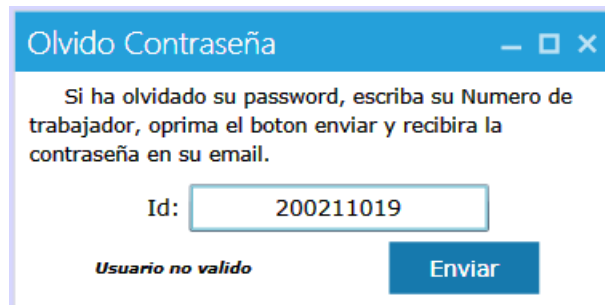 Olvido Contraseña
Si ha olvidado su password, escriba su Numero de
trabajador, oprima el boton enviar y recibira la
contraseña en su email.
Id: 200211019
Usuario no valido Enviar